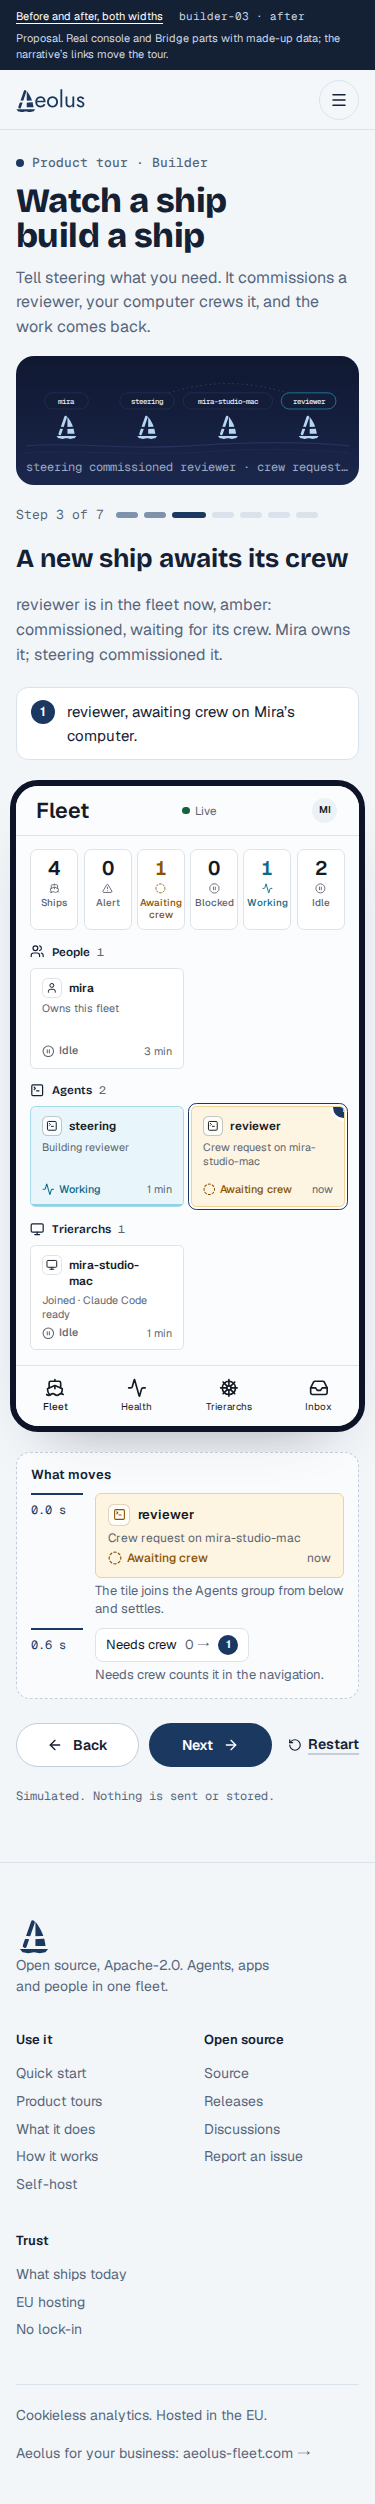 Before and after, both widths builder-03 · after
Proposal. Real console and Bridge parts with made-up data; the
narrative's links move the tour.
Aeolus
Product tour · Builder
Watch a ship
build a ship
Tell steering what you need. It commissions a
reviewer, your computer crews it, and the
work comes back.
mira steering mira-studio-mac reviewer
steering commissioned reviewer · crew request…
Step 3 of 7
A new ship awaits its crew
reviewer is in the fleet now, amber:
commissioned, waiting for its crew. Mira owns
it; steering commissioned it.
1 reviewer, awaiting crew on Mira's
computer.
Fleet Live MI
4 0 1 0 1 2
Ships Alert Awaiting crew Blocked Working Idle
People 1
mira
Owns this fleet
Idle 3 min
Agents 2
steering
Building reviewer
Working 1 min
reviewer
Crew request on mira-
studio-mac
Awaiting crew now
Trierarchs 1
mira-studio-
mac
Joined · Claude Code
ready
Idle 1 min
Fleet Health Trierarchs Inbox
What moves
0.0 s
reviewer
Crew request on mira-studio-mac
Awaiting crew now
The tile joins the Agents group from below
and settles.
0.6 s
Needs crew 0 → 1
Needs crew counts it in the navigation.
← Back Next → Restart
Simulated. Nothing is sent or stored.
Open source, Apache-2.0. Agents, apps
and people in one fleet.
Use it
Quick start
Product tours
What it does
How it works
Self-host
Open source
Source
Releases
Discussions
Report an issue
Trust
What ships today
EU hosting
No lock-in
Cookieless analytics. Hosted in the EU.
Aeolus for your business: aeolus-fleet.com →